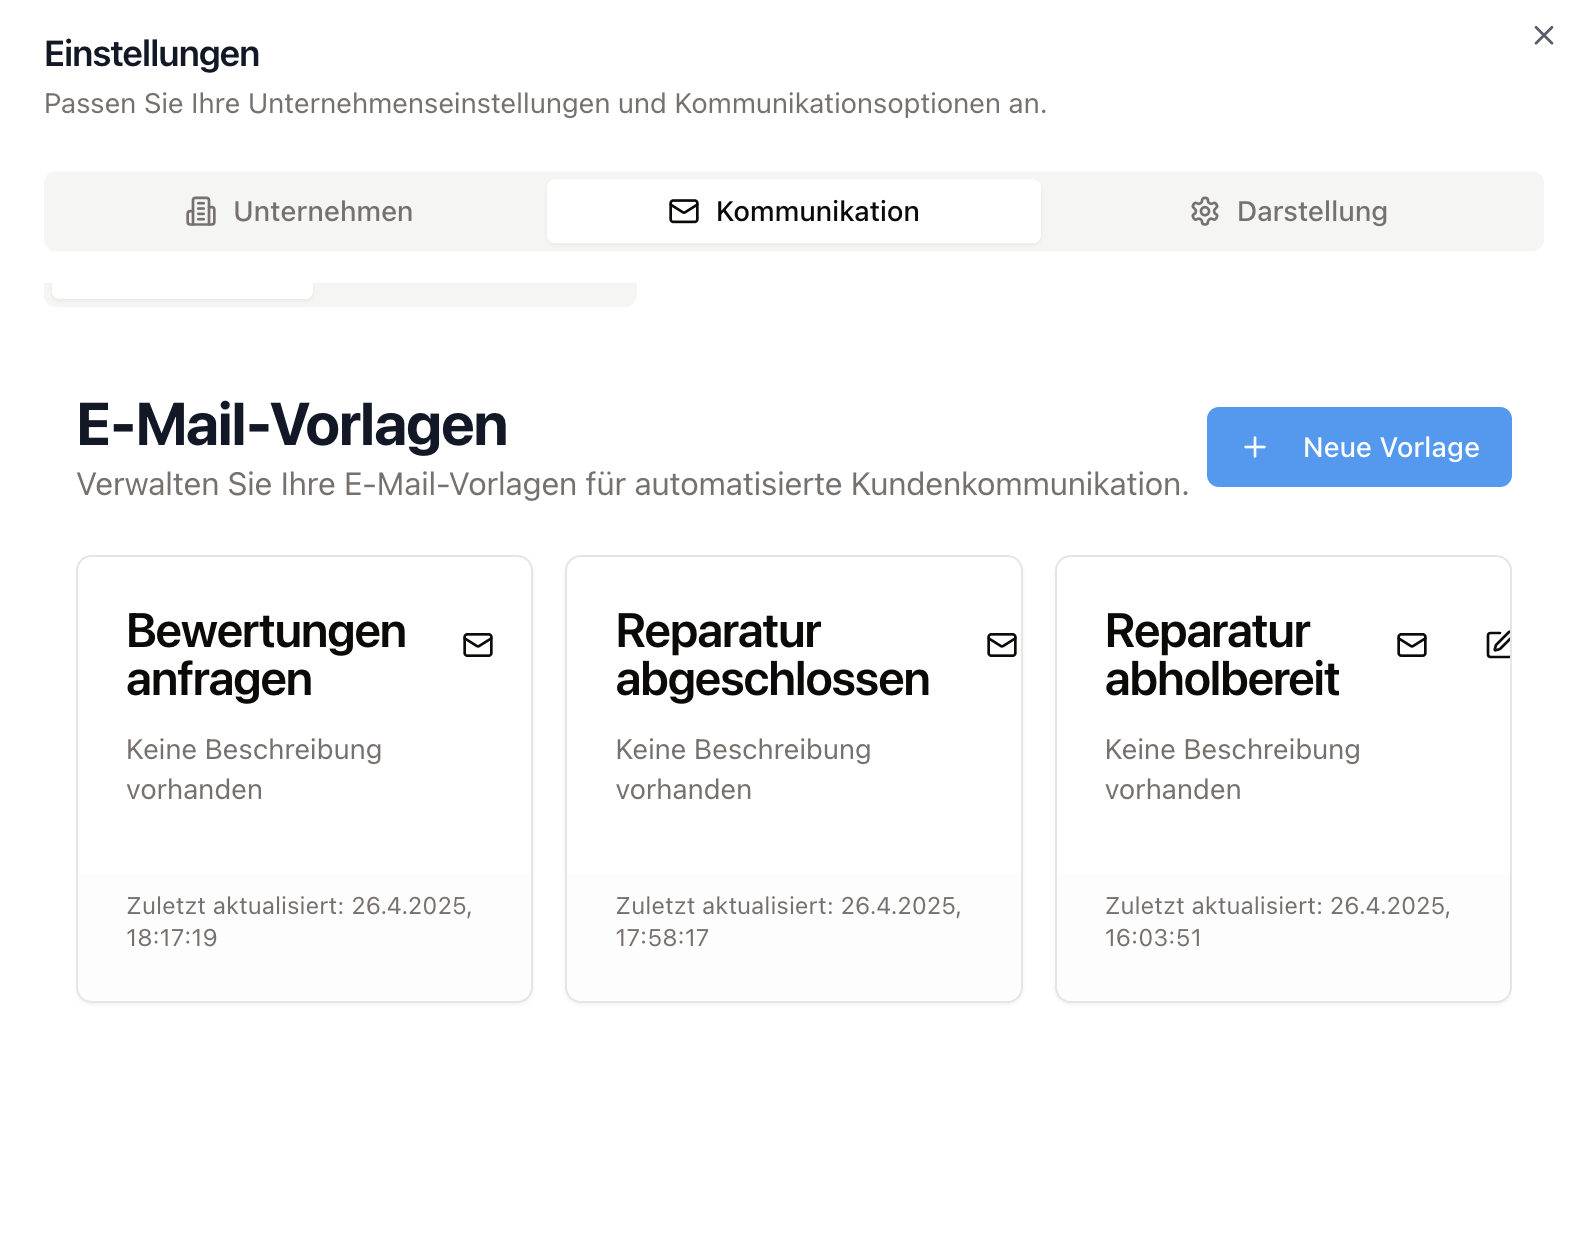 Einstellungen
Passen Sie Ihre Unternehmenseinstellungen und Kommunikationsoptionen an.
Unternehmen
Kommunikation
Darstellung
E-Mail-Vorlagen
Verwalten Sie Ihre E-Mail-Vorlagen für automatisierte Kundenkommunikation.
Neue Vorlage
Bewertungen
anfragen
Keine Beschreibung
vorhanden
Zuletzt aktualisiert: 26.4.2025,
18:17:19
Reparatur
abgeschlossen
Keine Beschreibung
vorhanden
Zuletzt aktualisiert: 26.4.2025,
17:58:17
Reparatur
abholbereit
Keine Beschreibung
vorhanden
Zuletzt aktualisiert: 26.4.2025,
16:03:51